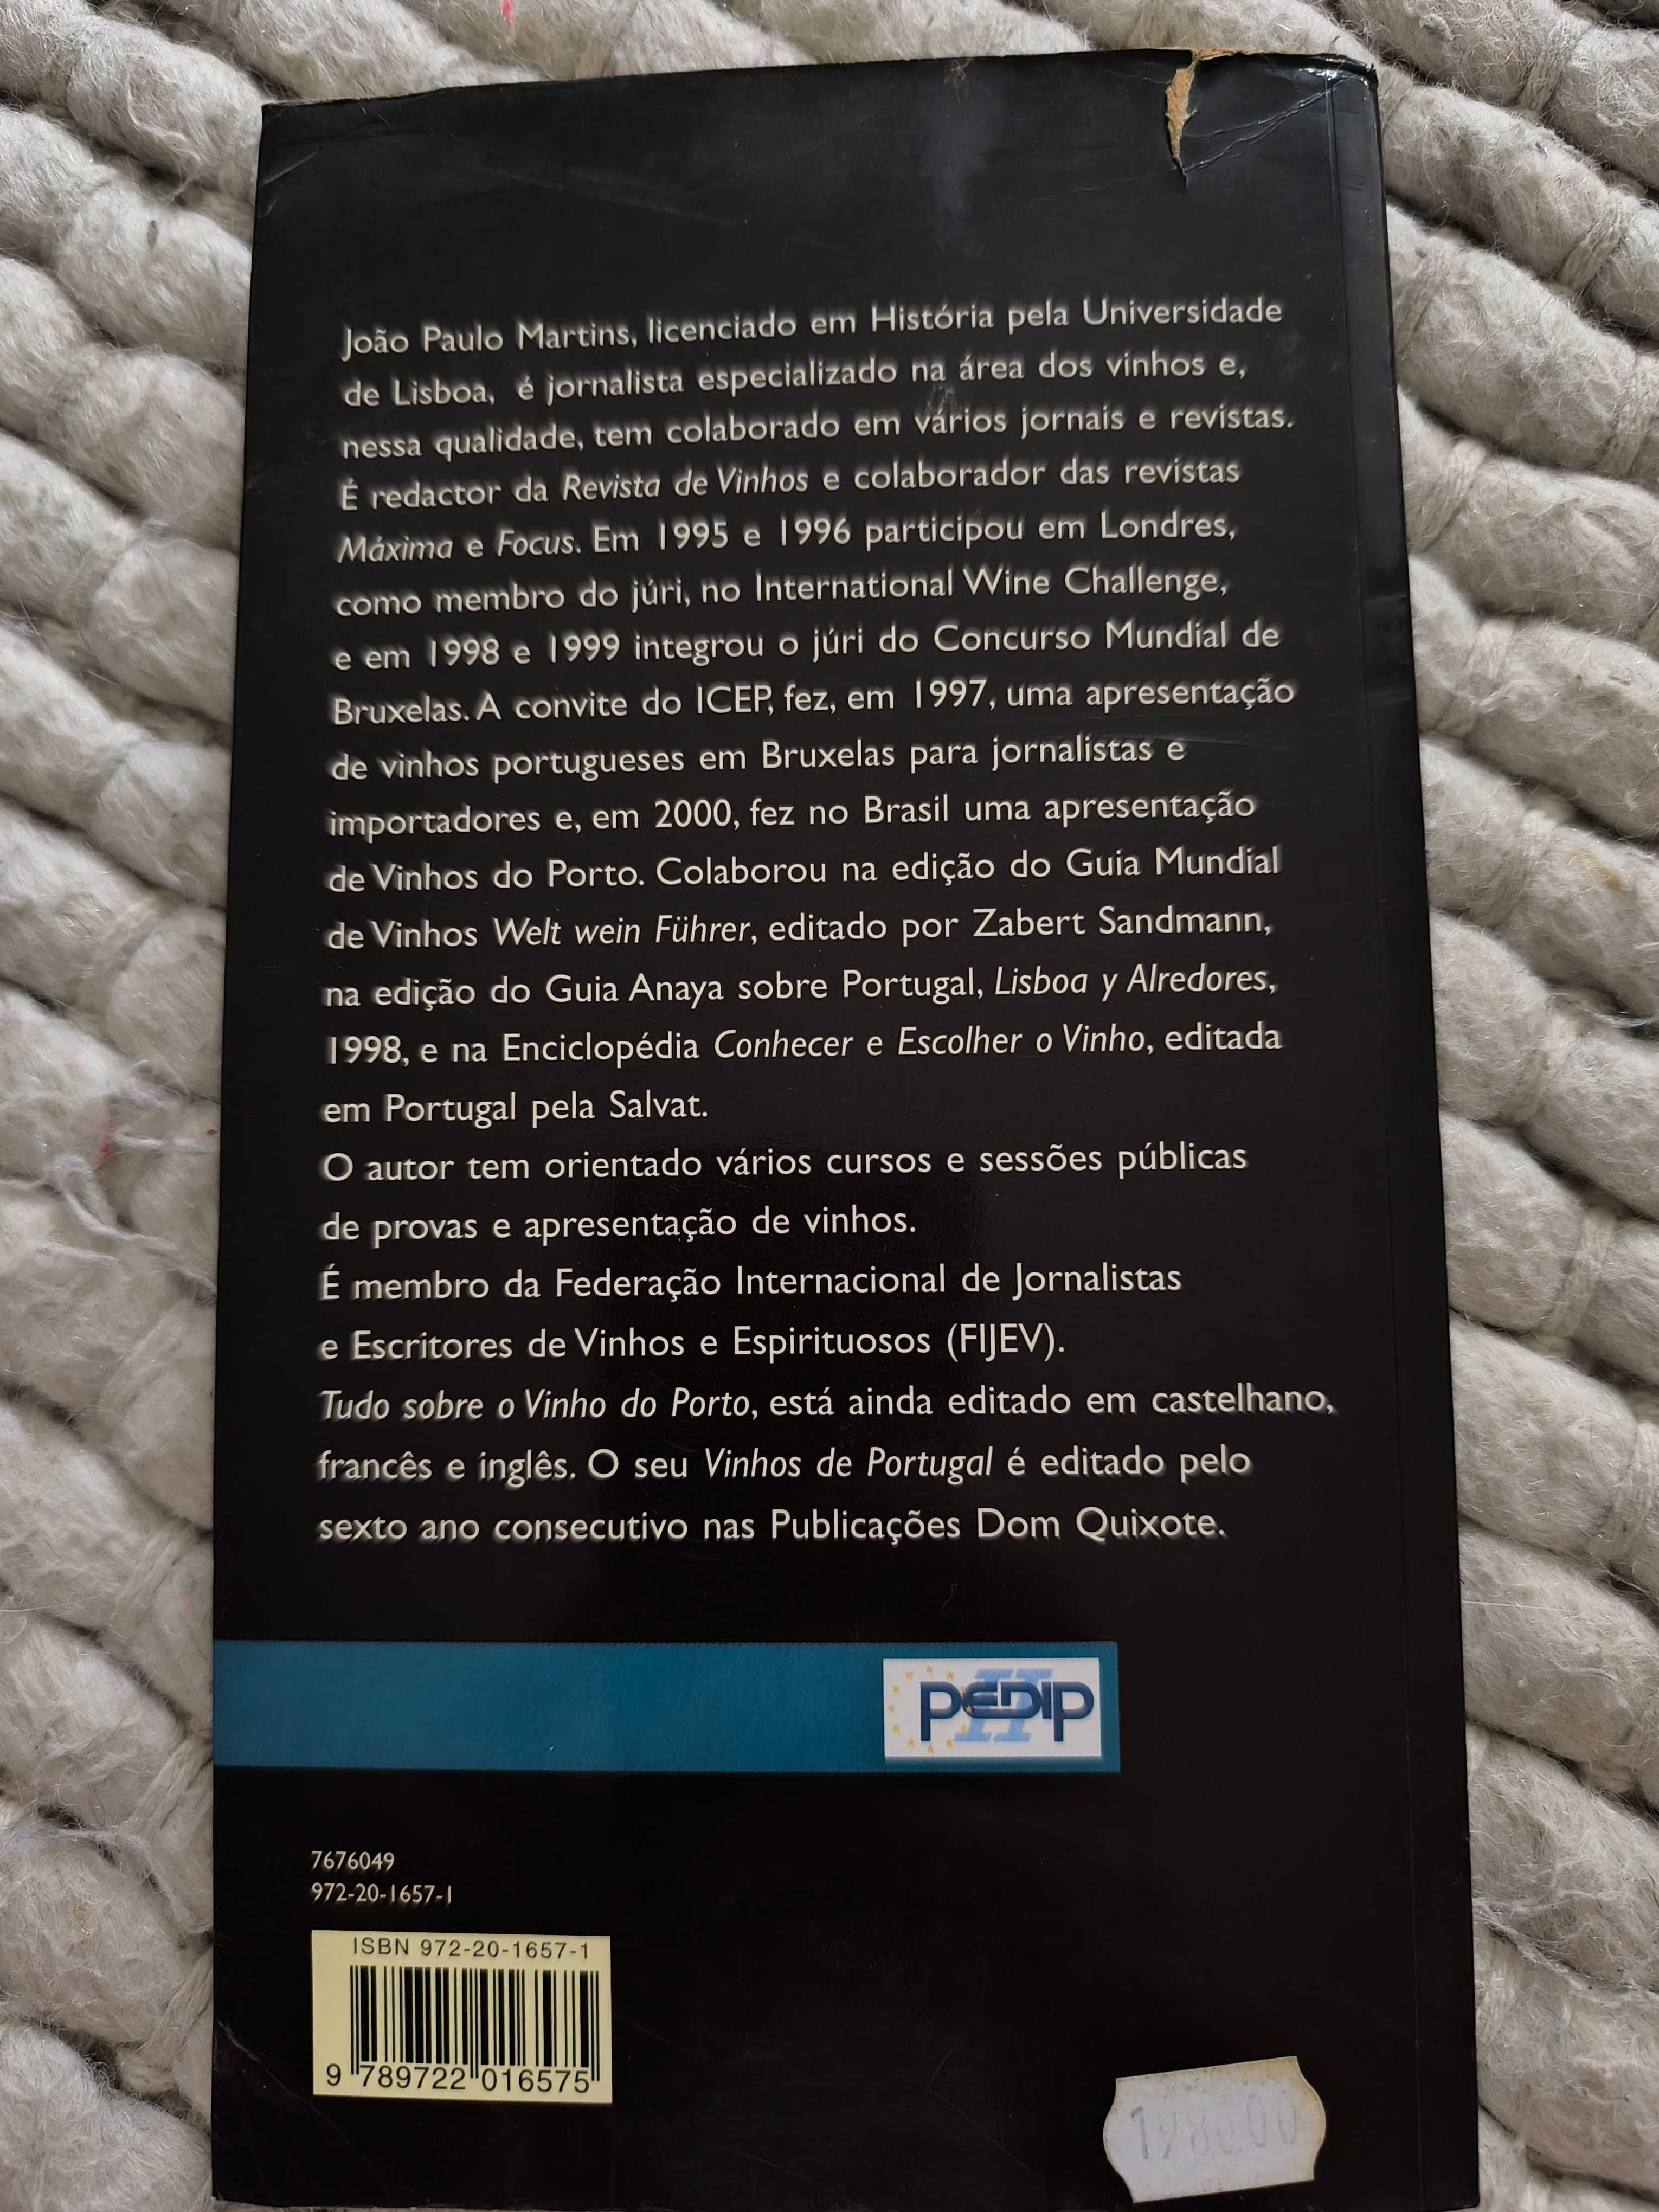 João Paulo Martins, licenciado em História pela Universidade
de Lisboa, é jornalista especializado na área dos vinhos e,
nessa qualidade, tem colaborado em vários jornais e revistas.
É redactor da Revista de Vinhos e colaborador das revistas
Máxima e Focus. Em 1995 e 1996 participou em Londres,
como membro do júri, no International Wine Challenge,
e em 1998 e 1999 integrou o júri do Concurso Mundial de
Bruxelas. A convite do ICEP, fez, em 1997, uma apresentação
de vinhos portugueses em Bruxelas para jornalistas e
importadores e, em 2000, fez no Brasil uma apresentação
de Vinhos do Porto. Colaborou na edição do Guia Mundial
de Vinhos Welt wein Führer, editado por Zabert Sandmann,
na edição do Guia Anaya sobre Portugal, Lisboa y Alredores,
1998, e na Enciclopédia Conhecer e Escolher o Vinho, editada
em Portugal pela Salvat.
O autor tem orientado vários cursos e sessões públicas
de provas e apresentação de vinhos.
É membro da Federação Internacional de Jornalistas
e Escritores de Vinhos e Espirituosos (FIJEV).
Tudo sobre o Vinho do Porto, está ainda editado em castelhano,
francês e inglês. O seu Vinhos de Portugal é editado pelo
sexto ano consecutivo nas Publicações Dom Quixote.
PEDIP II
7676049
972-20-1657-1
ISBN 972-20-1657-1
9 789722 016575